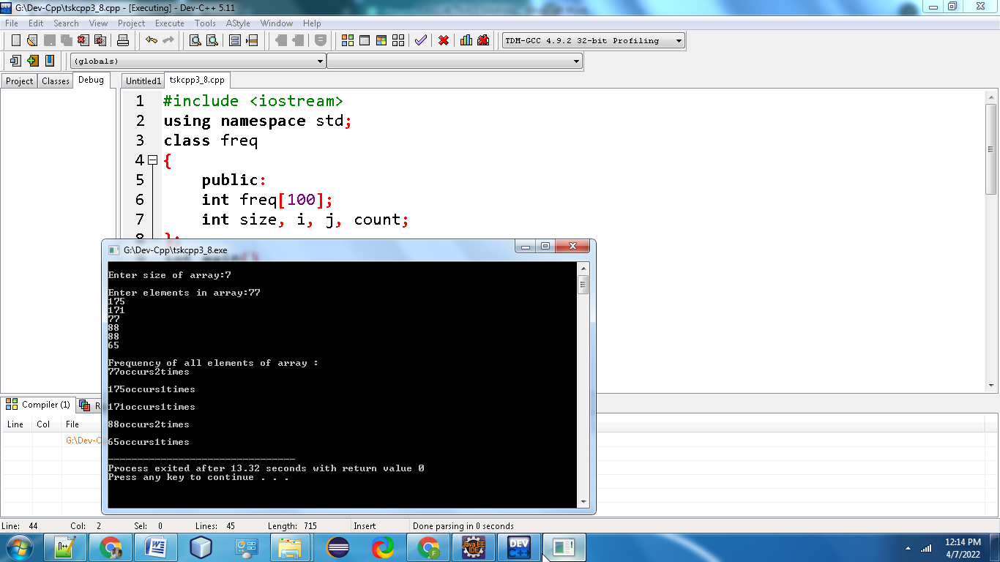 G:\Dev-Cpp\tskcpp3_8.cpp - [Executing] - Dev-C++ 5.11
File Edit Search View Project Execute Tools AStyle Window Help
TDM-GCC 4.9.2 32-bit Profiling
(globals)
Project Classes Debug
Untitled1 tskcpp3_8.cpp
1 #include <iostream>
2 using namespace std;
3 class freq
4 {
5 public:
6 int freq[100];
7 int size, i, j, count;
8 };
G:\Dev-Cpp\tskcpp3_8.exe
Enter size of array:7
Enter elements in array:77
175
171
77
88
88
65
Frequency of all elements of array :
77occurs2times
175occurs1times
171occurs1times
88occurs2times
65occurs1times
--------------------------------
Process exited after 13.32 seconds with return value 0
Press any key to continue . . .
Compiler (1)
Line Col File
G:\Dev-C
Line: 44 Col: 2 Sel: 0 Lines: 45 Length: 715 Insert Done parsing in 0 seconds
DEV C++
Java EE IDE
12:14 PM
4/7/2022